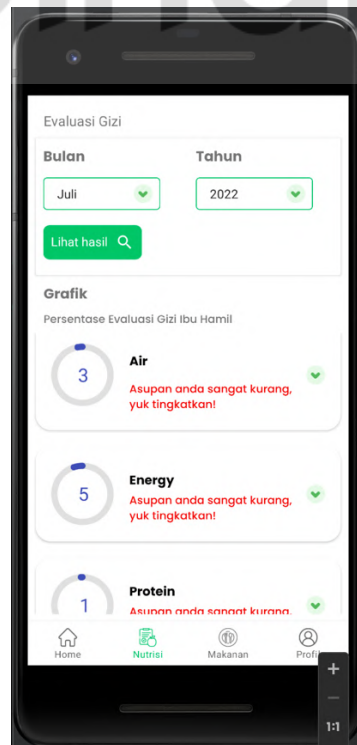 Evaluasi Gizi
Bulan Tahun
Juli 2022
Lihat hasil
Grafik
Persentase Evaluasi Gizi Ibu Hamil
3
Air
Asupan anda sangat kurang,
yuk tingkatkan!
5
Energy
Asupan anda sangat kurang,
yuk tingkatkan!
1
Protein
Asupan anda sangat kurang,
Home Nutrisi Makanan Profil
1:1